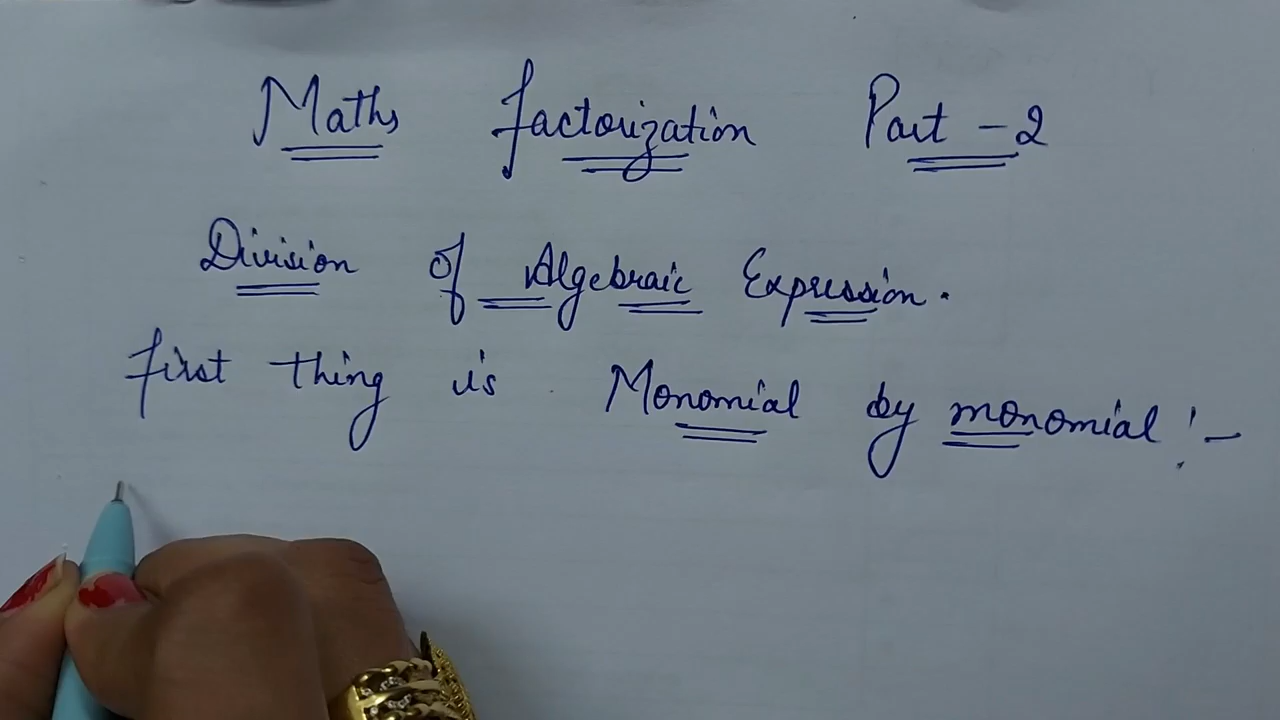 Maths factorization Part -2
Division of Algebraic Expression.
first thing is Monomial by monomial :-